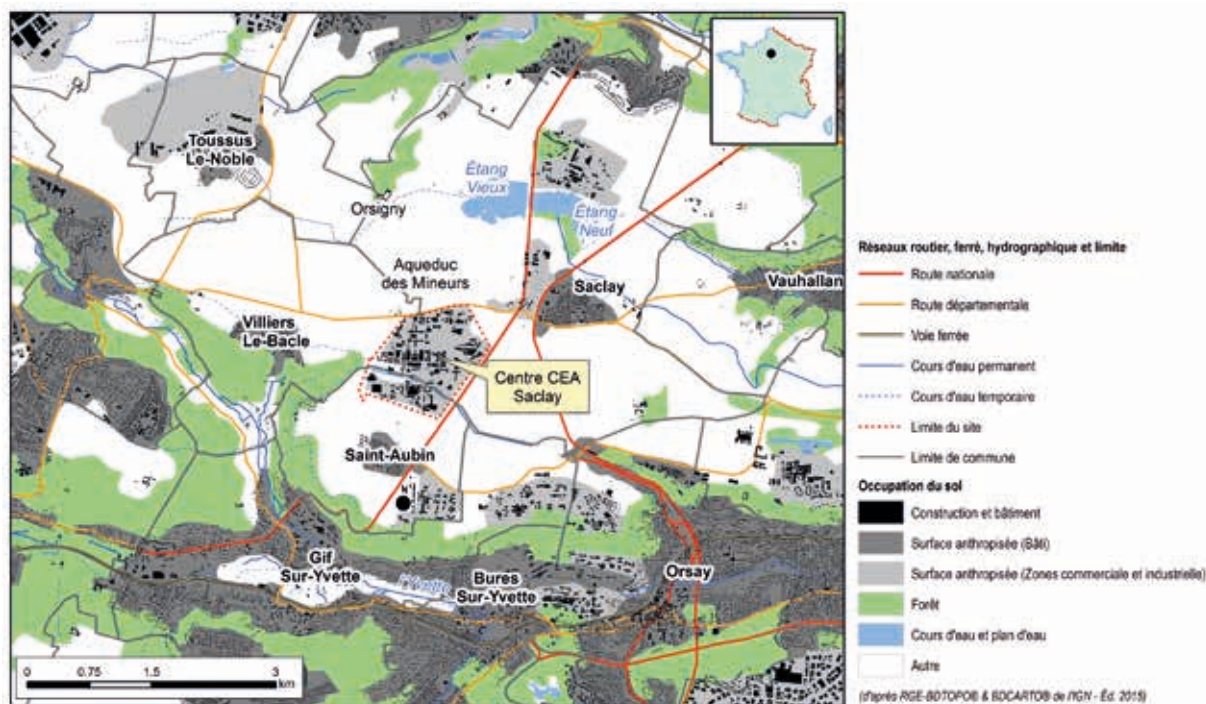 Toussus
Le-Noble
Orsigny
Étang
Vieux
Étang
Neuf
Aqueduc
des Mineurs
Saclay
Vauhallan
Villiers
Le-Bacle
Centre CEA
Saclay
Saint-Aubin
Gif
Sur-Yvette
l'Yvette
Bures
Sur-Yvette
Orsay
0 0.75 1.5 3
km
Réseaux routier, ferré, hydrographique et limite
Route nationale
Route départementale
Voie ferrée
Cours d'eau permanent
Cours d'eau temporaire
Limite du site
Limite de commune
Occupation du sol
Construction et bâtiment
Surface anthropisée (Bâti)
Surface anthropisée (Zones commerciale et industrielle)
Forêt
Cours d'eau et plan d'eau
Autre
(d'après RGE-BDTOPO® & BDCARTO® de l'IGN - Éd. 2015)